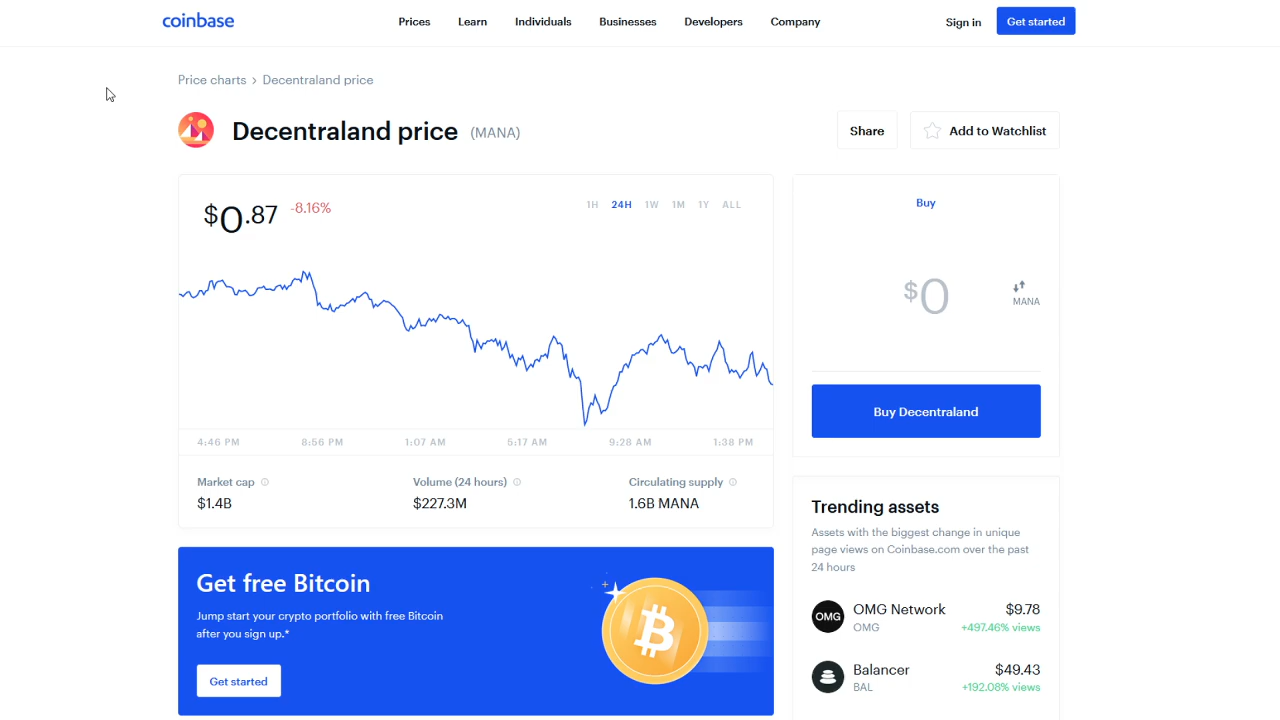 coinbase
Prices Learn Individuals Businesses Developers Company Sign in Get started
Price charts › Decentraland price
Decentraland price (MANA)
Share Add to Watchlist
$0.87 -8.16%
1H 24H 1W 1M 1Y ALL
4:46 PM 8:56 PM 1:07 AM 5:17 AM 9:28 AM 1:38 PM
Market cap Volume (24 hours) Circulating supply
$1.4B $227.3M 1.6B MANA
Buy
$0
MANA
Buy Decentraland
Get free Bitcoin
Jump start your crypto portfolio with free Bitcoin
after you sign up.*
Get started
Trending assets
Assets with the biggest change in unique
page views on Coinbase.com over the past
24 hours
OMG
OMG Network $9.78
OMG +497.46% views
Balancer $49.43
BAL +192.08% views